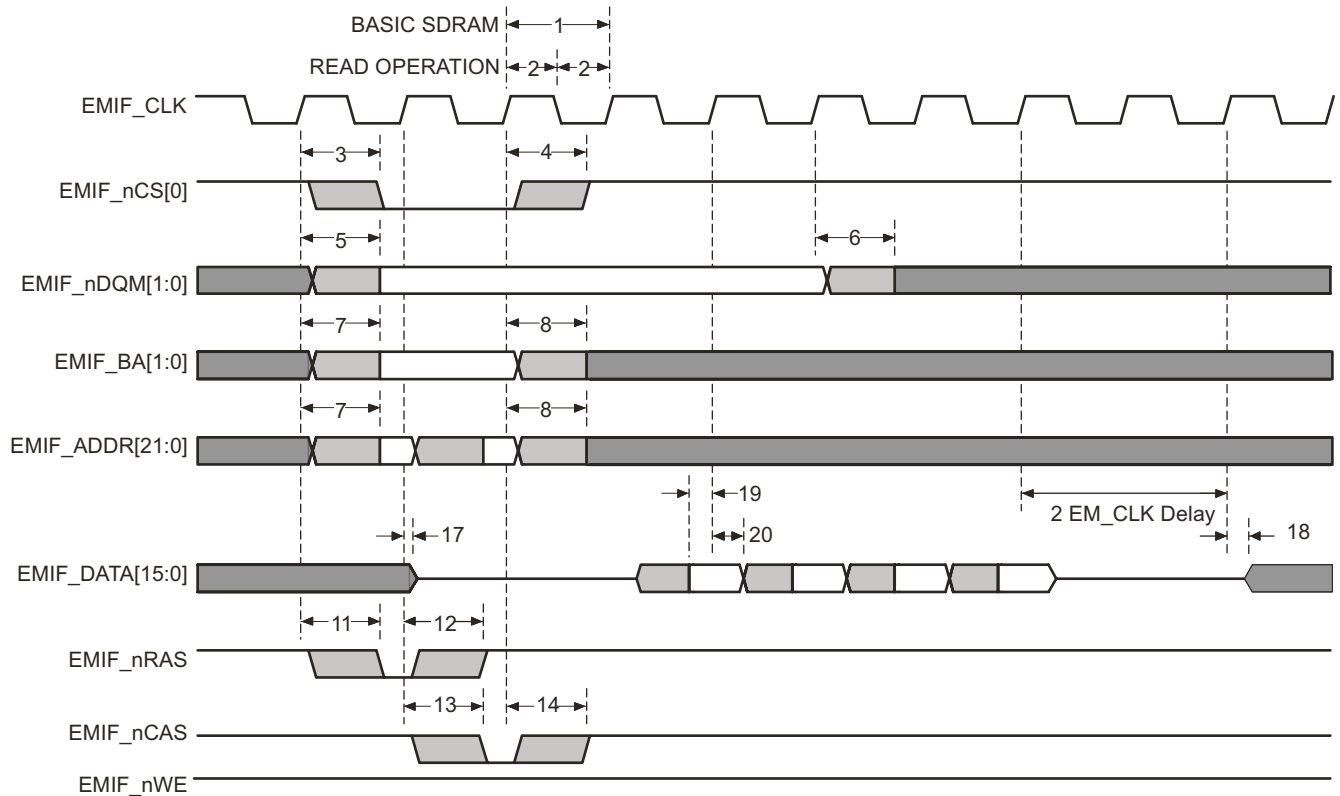 BASIC SDRAM 1
READ OPERATION 2 2
EMIF_CLK
3 4
EMIF_nCS[0]
5 6
EMIF_nDQM[1:0]
7 8
EMIF_BA[1:0]
7 8
EMIF_ADDR[21:0]
19
2 EM_CLK Delay
17 20 18
EMIF_DATA[15:0]
11 12
EMIF_nRAS
13 14
EMIF_nCAS
EMIF_nWE